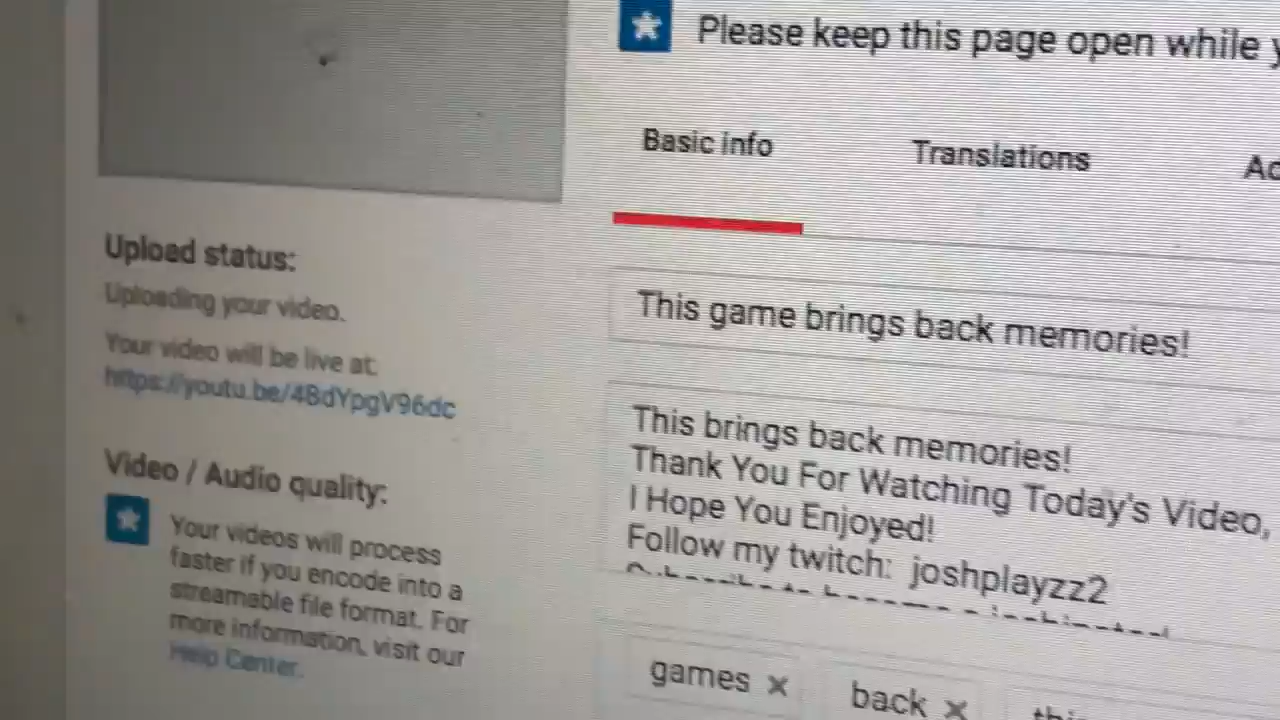 Please keep this page open while
Basic info
Translations
Upload status:
Uploading your video.
Your video will be live at:
https://youtu.be/4BdYpgV96dc
Video / Audio quality:
Your videos will process
faster if you encode into a
streamable file format. For
more information, visit our
Help Center.
This game brings back memories!
This brings back memories!
Thank You For Watching Today's Video,
I Hope You Enjoyed!
Follow my twitch: joshplayzz2
games ×
back ×